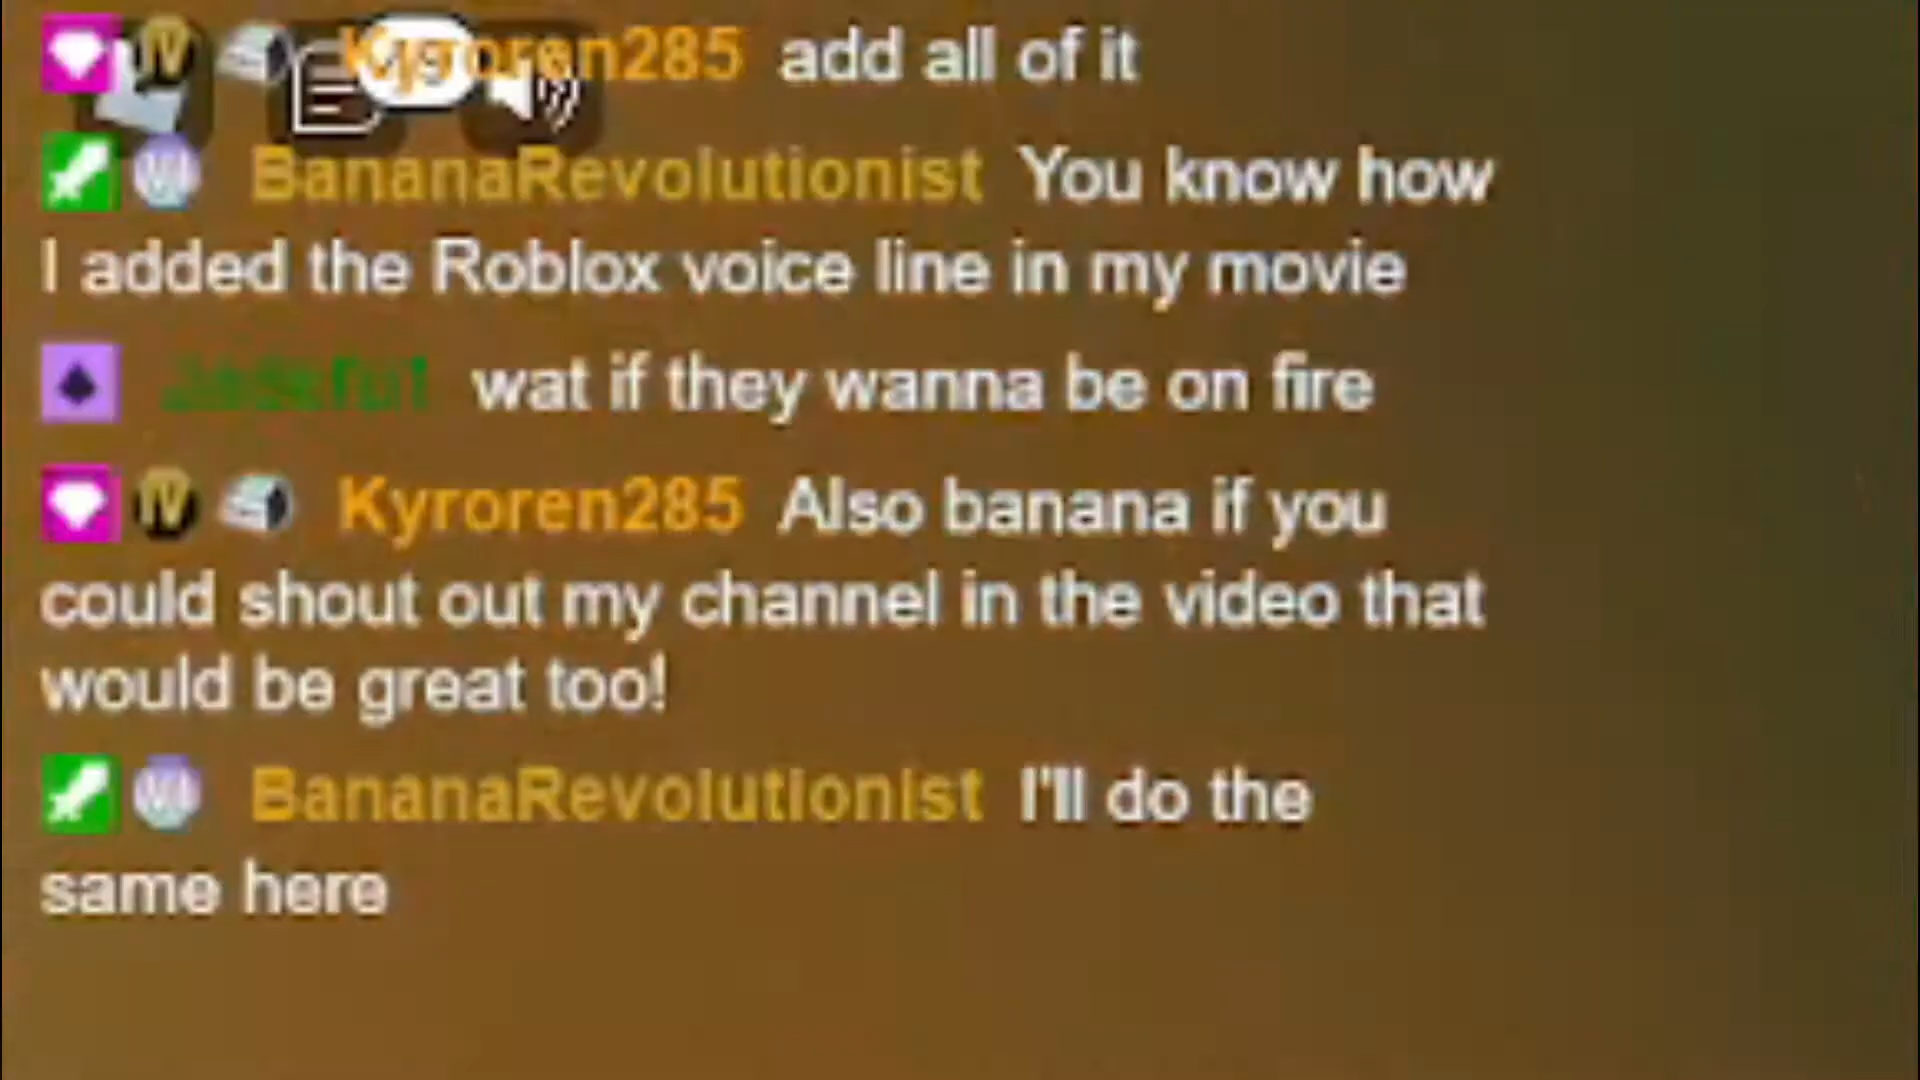 Kyroren285 add all of it
BananaRevolutionist You know how
I added the Roblox voice line in my movie
wat if they wanna be on fire
IV Kyroren285 Also banana if you
could shout out my channel in the video that
would be great too!
BananaRevolutionist I'll do the
same here